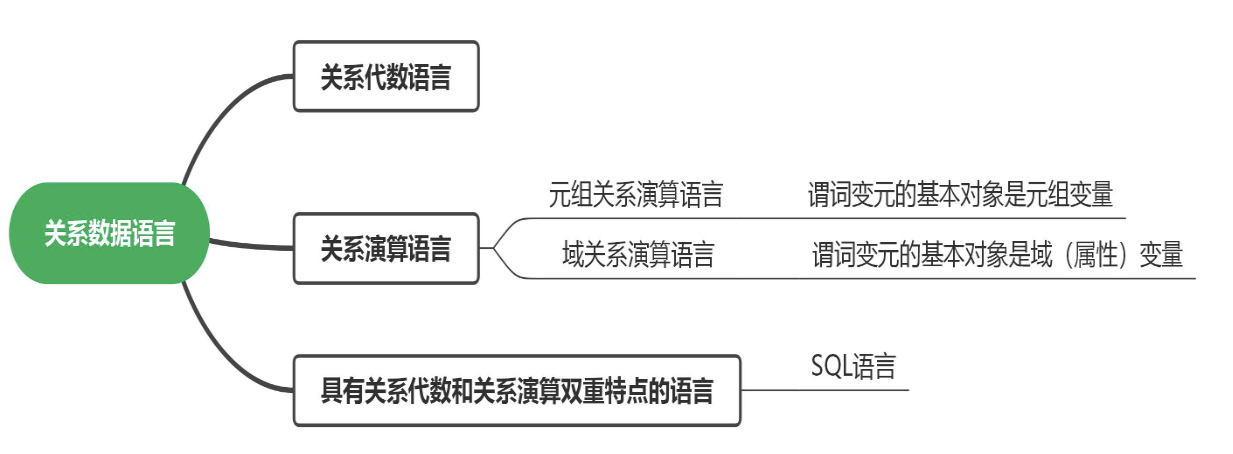 关系数据语言
关系代数语言
关系演算语言
元组关系演算语言 谓词变元的基本对象是元组变量
域关系演算语言 谓词变元的基本对象是域（属性）变量
具有关系代数和关系演算双重特点的语言
SQL语言